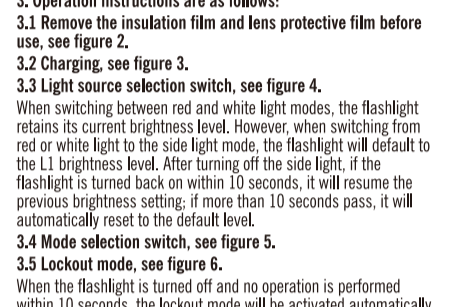 3. Operation instructions are as follows:
3.1 Remove the insulation film and lens protective film before
use, see figure 2.
3.2 Charging, see figure 3.
3.3 Light source selection switch, see figure 4.
When switching between red and white light modes, the flashlight
retains its current brightness level. However, when switching from
red or white light to the side light mode, the flashlight will default to
the L1 brightness level. After turning off the side light, if the
flashlight is turned back on within 10 seconds, it will resume the
previous brightness setting; if more than 10 seconds pass, it will
automatically reset to the default level.
3.4 Mode selection switch, see figure 5.
3.5 Lockout mode, see figure 6.
When the flashlight is turned off and no operation is performed
within 10 seconds, the lockout mode will be activated automatically